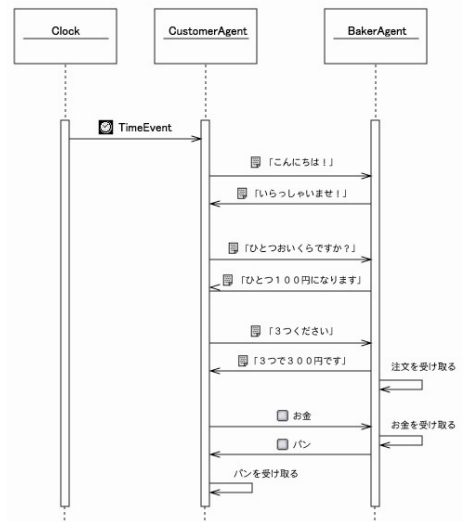 Clock
CustomerAgent
BakerAgent
TimeEvent
「こんにちは！」
「いらっしゃいませ！」
「ひとつおいくらですか？」
「ひとつ１００円になります」
「３つください」
「３つで３００円です」
注文を受け取る
お金
お金を受け取る
パン
パンを受け取る